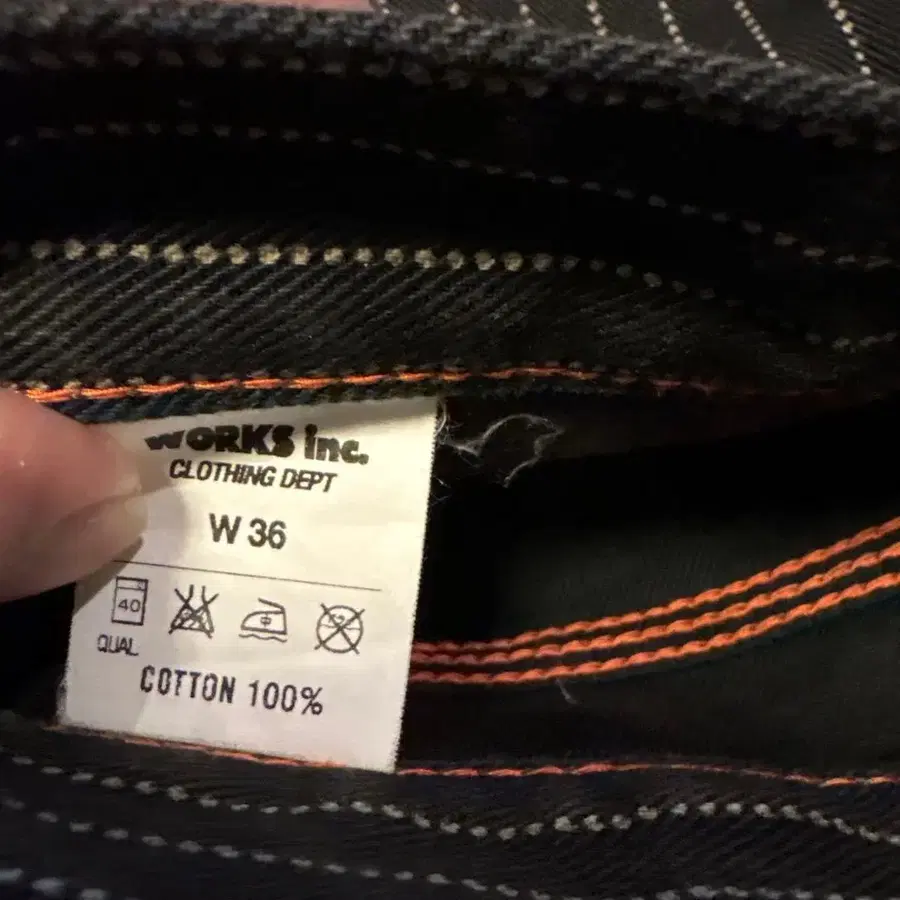 WORKS inc.
CLOTHING DEPT
W 36
40
QUAL
COTTON 100%